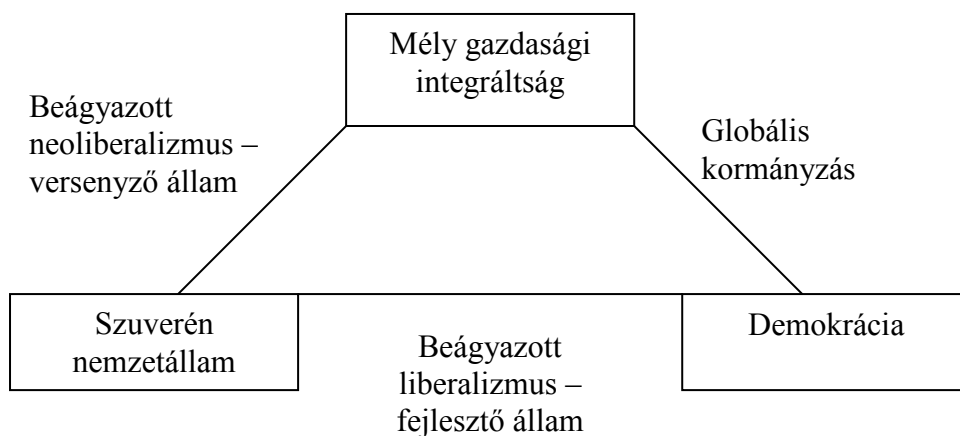 Mély gazdasági
integráltság
Beágyazott
neoliberalizmus –
versenyző állam
Globális
kormányzás
Szuverén
nemzetállam
Beágyazott
liberalizmus –
fejlesztő állam
Demokrácia